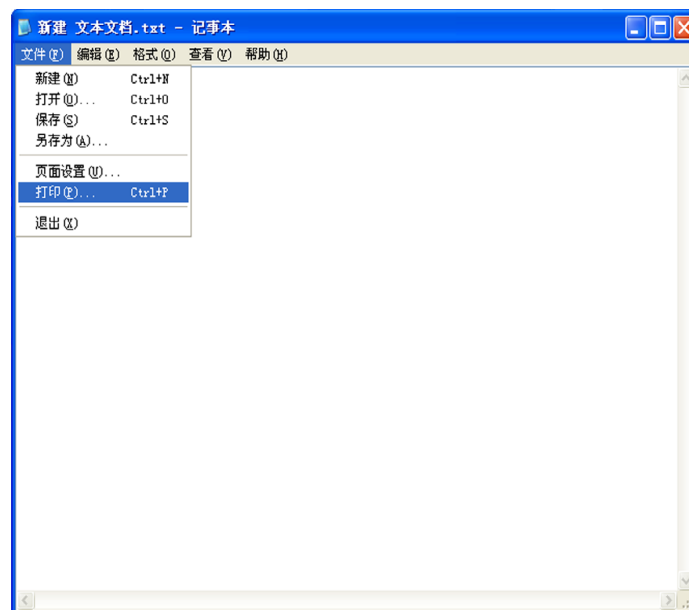 新建 文本文档.txt - 记事本
文件(F) 编辑(E) 格式(O) 查看(V) 帮助(H)
新建(N) Ctrl+N
打开(O)... Ctrl+O
保存(S) Ctrl+S
另存为(A)...
页面设置(U)...
打印(P)... Ctrl+P
退出(X)